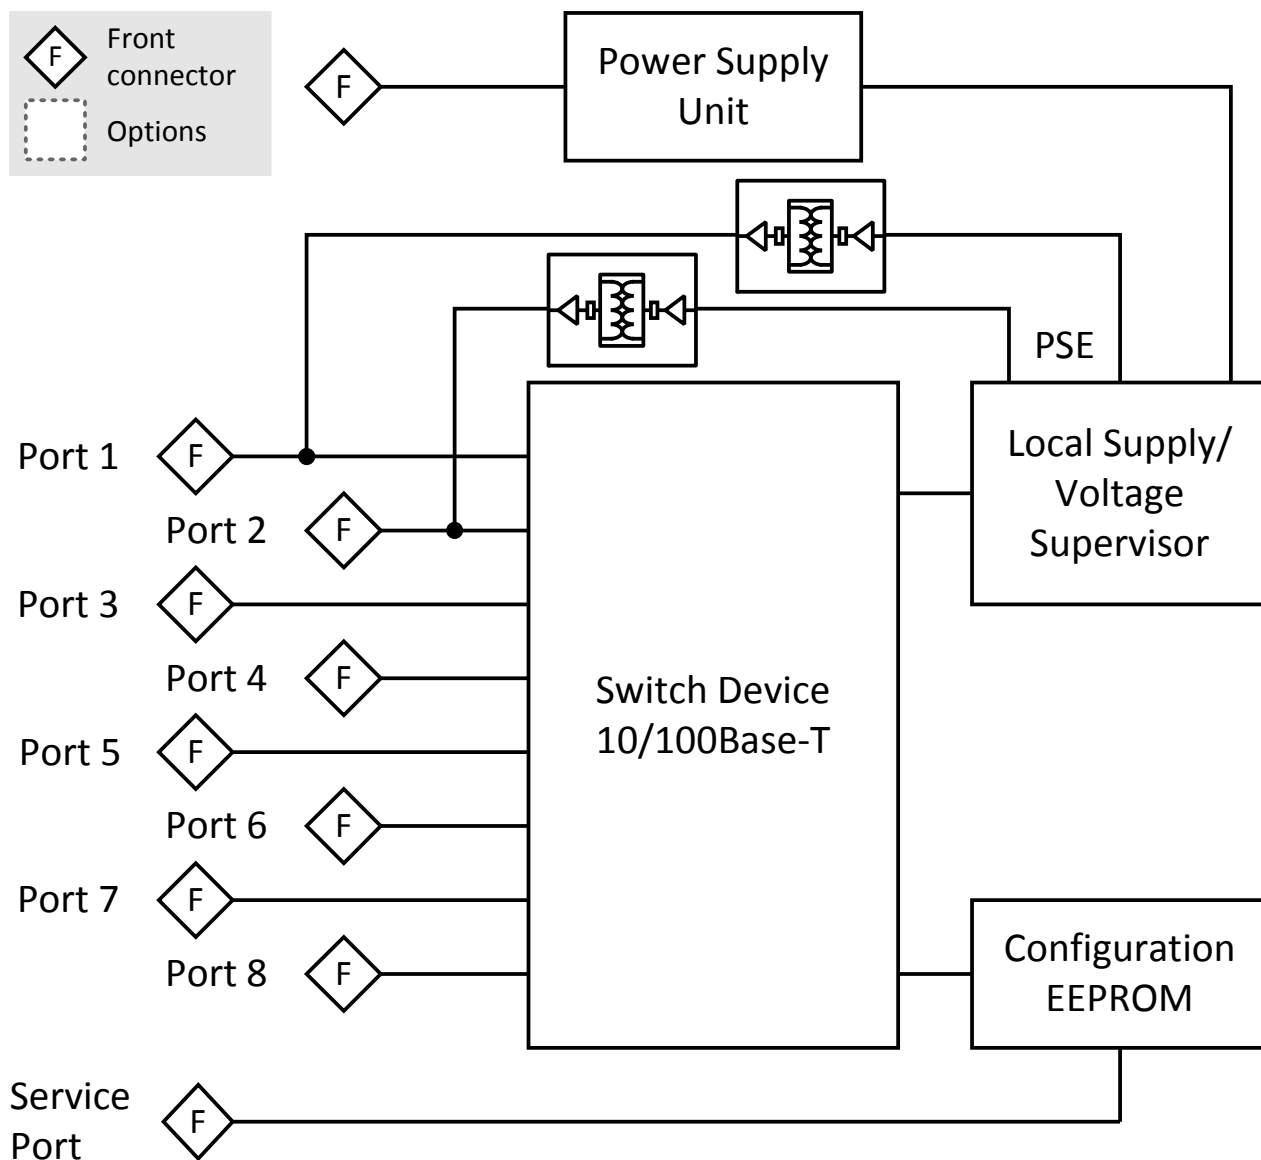 F
Front
connector
Options
F
Power Supply
Unit
PSE
Port 1
F
Port 2
F
Port 3
F
Port 4
F
Port 5
F
Port 6
F
Port 7
F
Port 8
F
Switch Device
10/100Base-T
Local Supply/
Voltage
Supervisor
Configuration
EEPROM
Service
Port
F